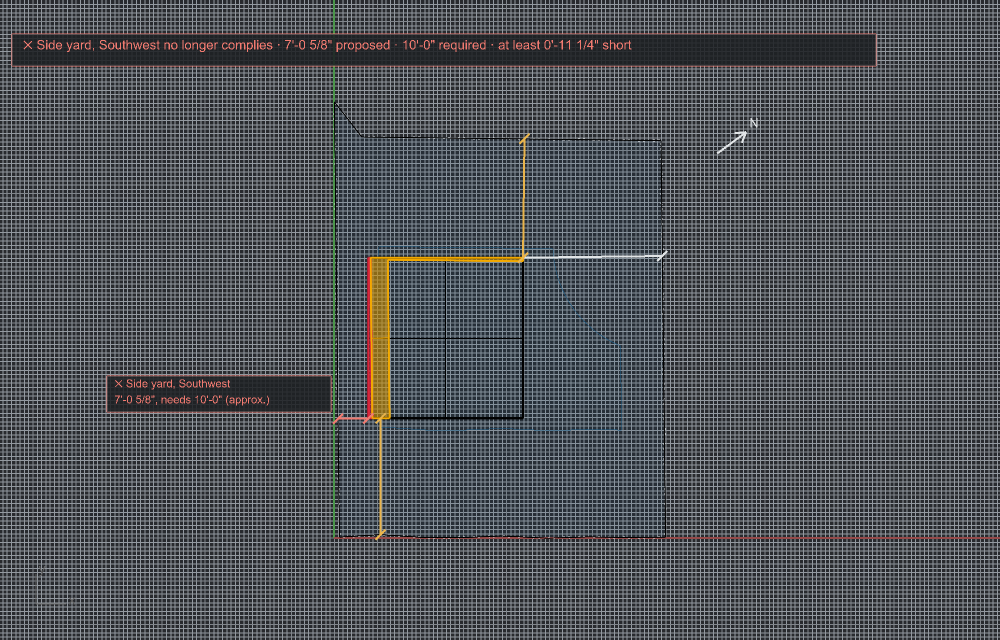 × Side yard, Southwest no longer complies · 7'-0 5/8" proposed · 10'-0" required · at least 0'-11 1/4" short
N
× Side yard, Southwest
7'-0 5/8", needs 10'-0" (approx.)